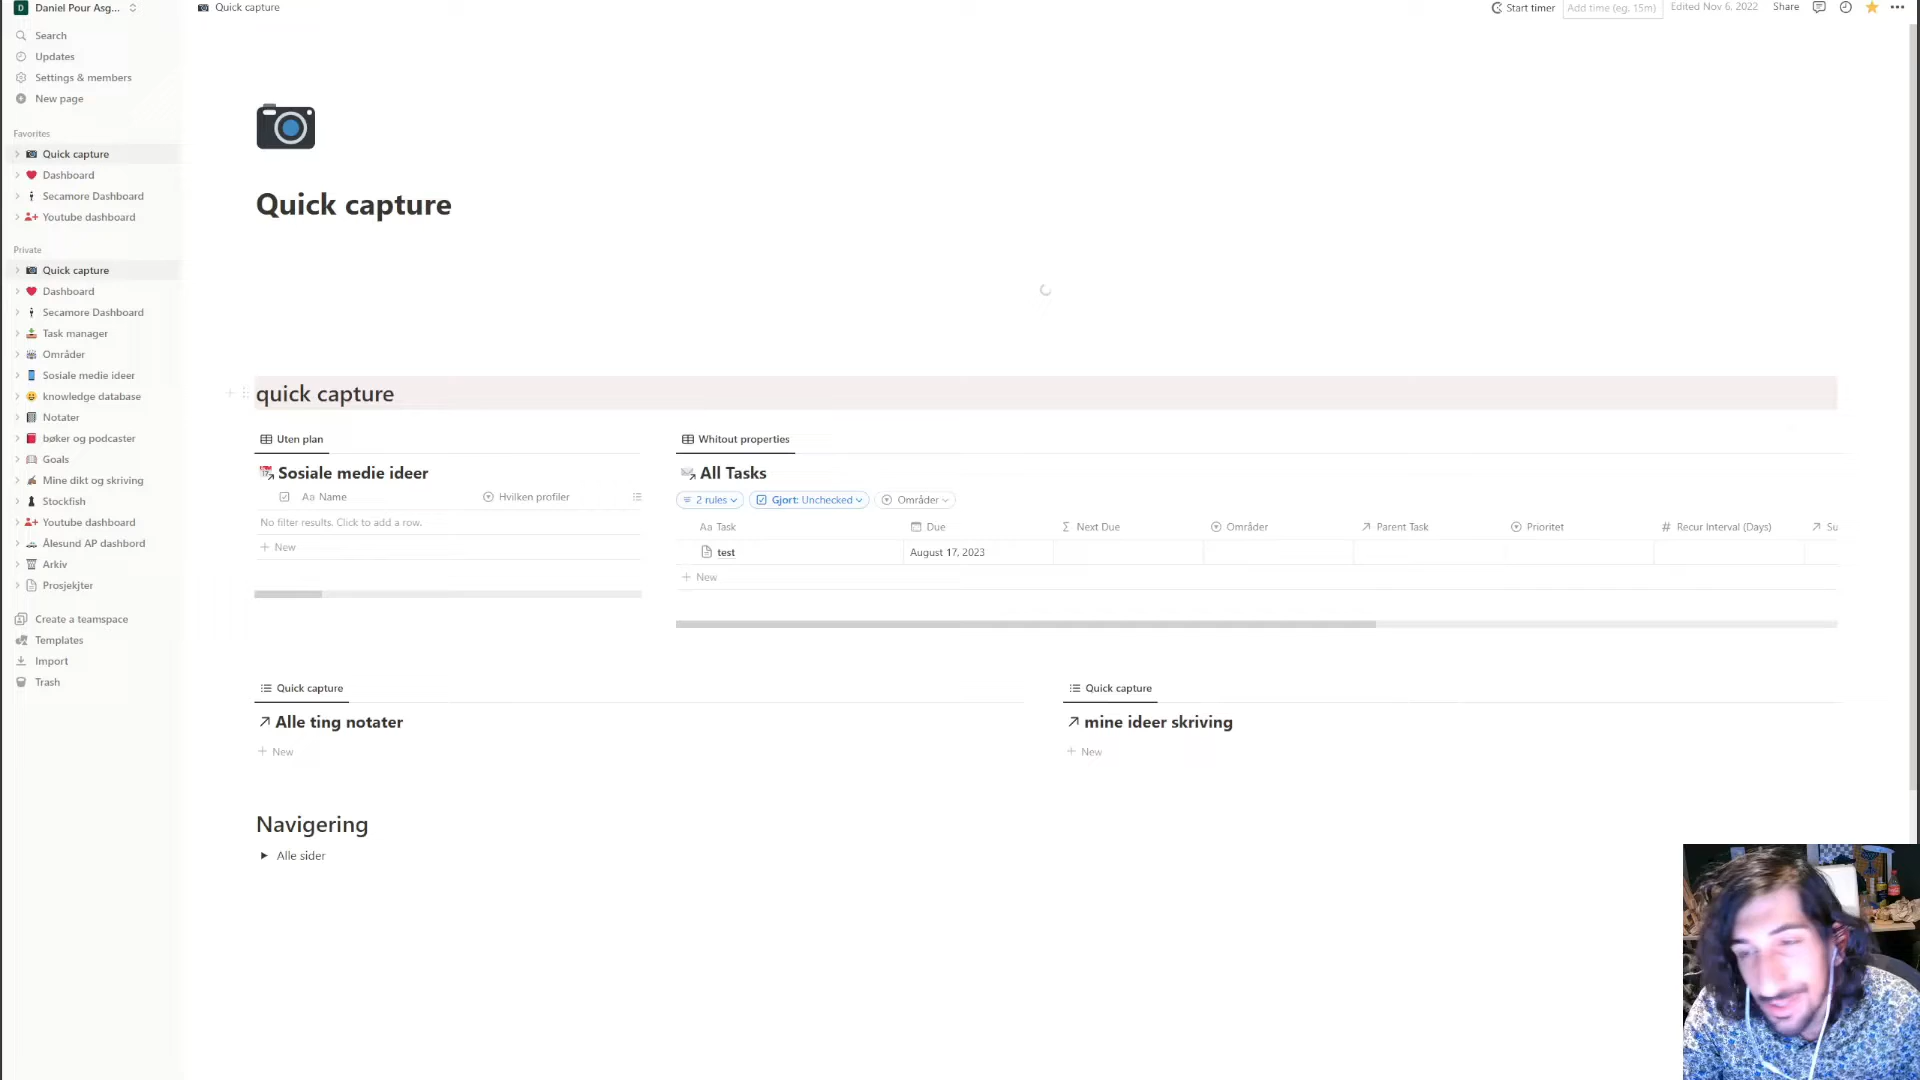 D Daniel Pour Asg...
Quick capture
Start timer
Add time (eg. 15m)
Edited Nov 6, 2022
Share
Search
Updates
Settings & members
New page
Favorites
Quick capture
Dashboard
Secamore Dashboard
Youtube dashboard
Private
Quick capture
Dashboard
Secamore Dashboard
Task manager
Områder
Sosiale medie ideer
knowledge database
Notater
bøker og podcaster
Goals
Mine dikt og skriving
Stockfish
Youtube dashboard
Ålesund AP dashbord
Arkiv
Prosjekjter
Create a teamspace
Templates
Import
Trash
Quick capture
quick capture
Uten plan
Sosiale medie ideer
Aa Name
Hvilken profiler
No filter results. Click to add a row.
+ New
Whitout properties
All Tasks
2 rules
Gjort: Unchecked
Områder
Aa Task
Due
Σ Next Due
Områder
Parent Task
Prioritet
# Recur Interval (Days)
Su
test
August 17, 2023
+ New
Quick capture
Alle ting notater
+ New
Quick capture
mine ideer skriving
+ New
Navigering
Alle sider